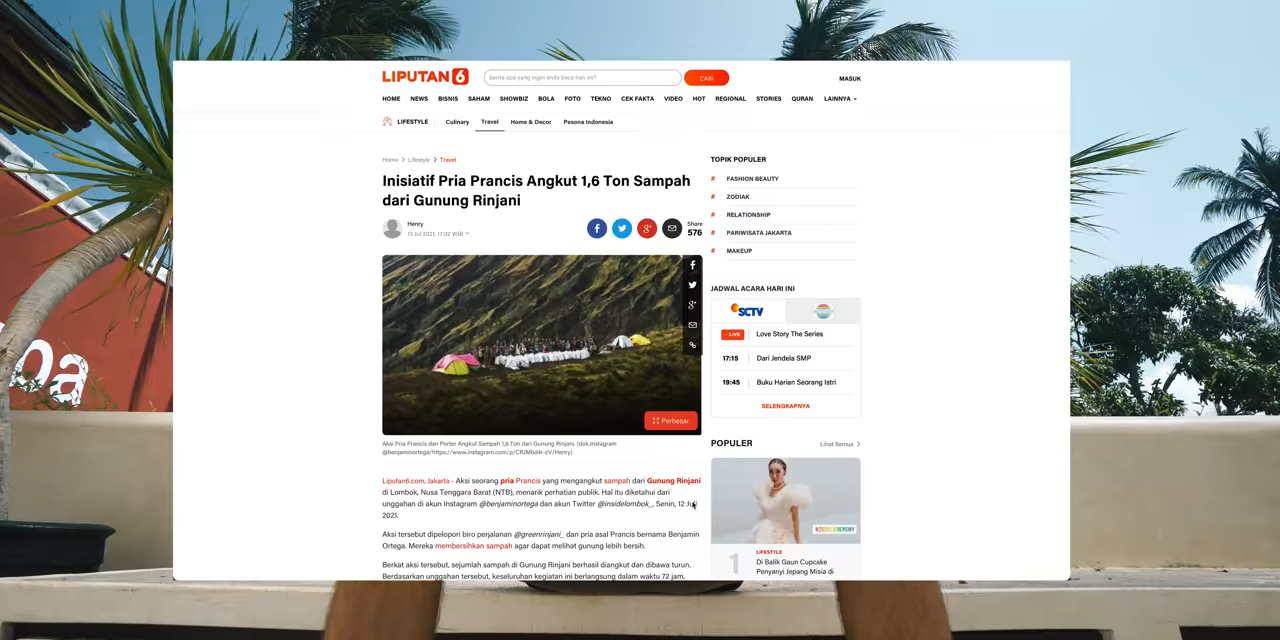 LIPUTAN6
berita apa yang ingin anda baca hari ini?
CARI
MASUK
HOME NEWS BISNIS SAHAM SHOWBIZ BOLA FOTO TEKNO CEK FAKTA VIDEO HOT REGIONAL STORIES QURAN LAINNYA
LIFESTYLE Culinary Travel Home & Decor Pesona Indonesia
Home > Lifestyle > Travel
Inisiatif Pria Prancis Angkut 1,6 Ton Sampah
dari Gunung Rinjani
Henry
13 Jul 2021, 17:02 WIB
Share
576
Perbesar
Aksi Pria Prancis dan Porter Angkut Sampah 1,6 Ton dari Gunung Rinjani. (dok.Instagram
@benjaminortega/https://www.instagram.com/p/CRJMbd4r-zV/Henry)
Liputan6.com, Jakarta - Aksi seorang pria Prancis yang mengangkut sampah dari Gunung Rinjani
di Lombok, Nusa Tenggara Barat (NTB), menarik perhatian publik. Hal itu diketahui dari
unggahan di akun Instagram @benjaminortega dan akun Twitter @insidelombok_, Senin, 12 Juli
2021.
Aksi tersebut dipelopori biro perjalanan @greenrinjani_ dan pria asal Prancis bernama Benjamin
Ortega. Mereka membersihkan sampah agar dapat melihat gunung lebih bersih.
Berkat aksi tersebut, sejumlah sampah di Gunung Rinjani berhasil diangkut dan dibawa turun.
Berdasarkan unggahan tersebut, keseluruhan kegiatan ini berlangsung dalam waktu 72 jam.
TOPIK POPULER
# FASHION BEAUTY
# ZODIAK
# RELATIONSHIP
# PARIWISATA JAKARTA
# MAKEUP
JADWAL ACARA HARI INI
SCTV
LIVE Love Story The Series
17:15 Dari Jendela SMP
19:45 Buku Harian Seorang Istri
SELENGKAPNYA
POPULER
Lihat Semua >
1
LIFESTYLE
Di Balik Gaun Cupcake
Penyanyi Jepang Misia di